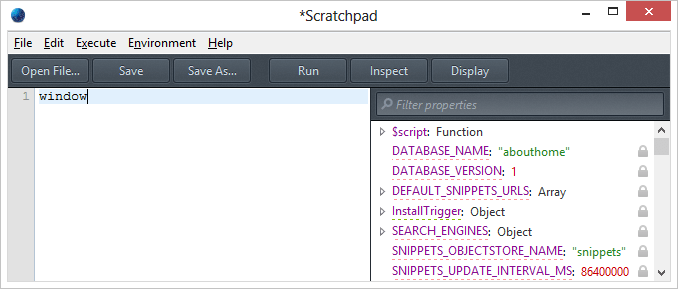 *Scratchpad
File Edit Execute Environment Help
Open File... Save Save As... Run Inspect Display
1 window
Filter properties
$script: Function
DATABASE_NAME: "abouthome"
DATABASE_VERSION: 1
DEFAULT_SNIPPETS_URLS: Array
InstallTrigger: Object
SEARCH_ENGINES: Object
SNIPPETS_OBJECTSTORE_NAME: "snippets"
SNIPPETS_UPDATE_INTERVAL_MS: 86400000